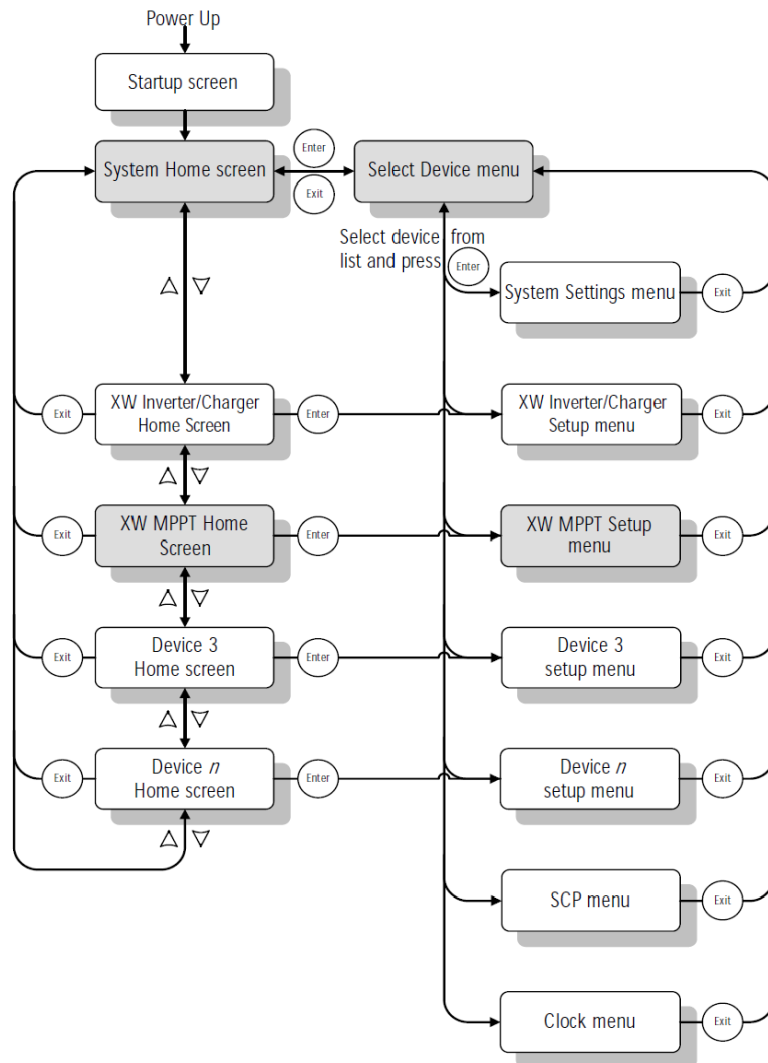 Power Up
Startup screen
System Home screen
Enter
Exit
Select Device menu
Select device from
list and press
Enter
System Settings menu
Exit
Exit
XW Inverter/Charger
Home Screen
Enter
XW Inverter/Charger
Setup menu
Exit
Exit
XW MPPT Home
Screen
Enter
XW MPPT Setup
menu
Exit
Exit
Device 3
Home screen
Enter
Device 3
setup menu
Exit
Exit
Device n
Home screen
Enter
Device n
setup menu
Exit
SCP menu
Exit
Clock menu
Exit